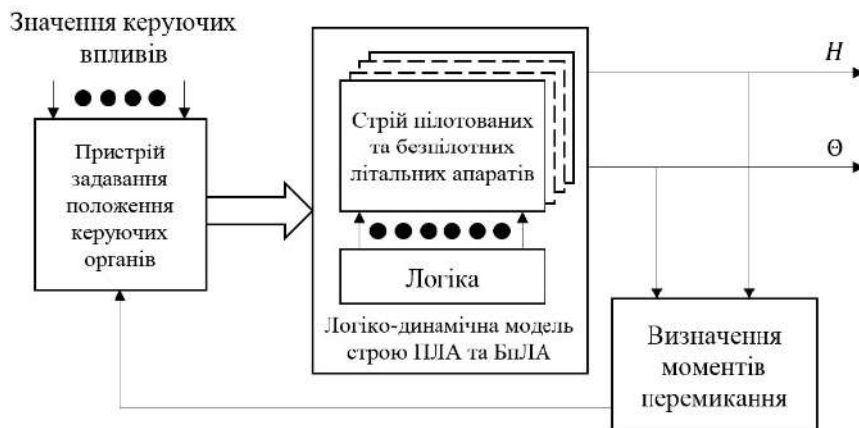 Значення керуючих
впливів
Пристрій
задавання
положення
керуючих
органів
Стрій пілотованих
та безпілотних
літальних апаратів
Логіка
Логіко-динамічна модель
строю ПЛА та БпЛА
H
Θ
Визначення
моментів
перемикання